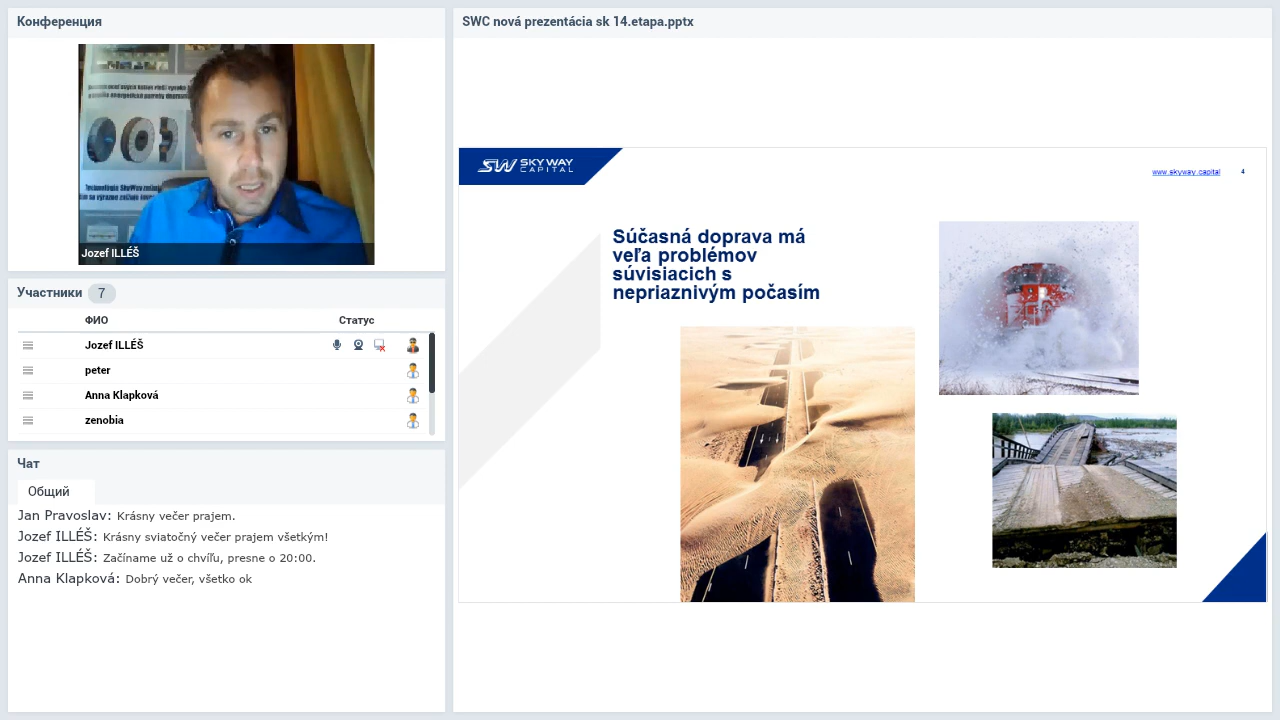 Конференция
Jozef ILLÉŠ
Участники 7
ФИО Статус
Jozef ILLÉŠ
peter
Anna Klapková
zenobia
Чат
Общий
Jan Pravoslav: Krásny večer prajem.
Jozef ILLÉŠ: Krásny sviatočný večer prajem všetkým!
Jozef ILLÉŠ: Začíname už o chvíľu, presne o 20:00.
Anna Klapková: Dobrý večer, všetko ok
SWC nová prezentácia sk 14.etapa.pptx
SW SKY WAY
CAPITAL
www.skyway.capital 4
Súčasná doprava má
veľa problémov
súvisiacich s
nepriaznivým počasím